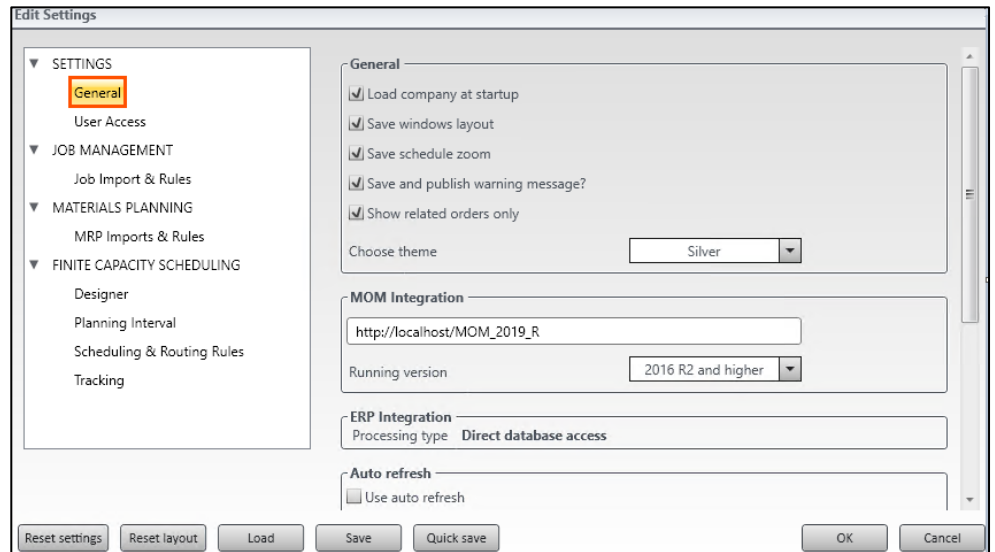 Edit Settings
SETTINGS
General
User Access
JOB MANAGEMENT
Job Import & Rules
MATERIALS PLANNING
MRP Imports & Rules
FINITE CAPACITY SCHEDULING
Designer
Planning Interval
Scheduling & Routing Rules
Tracking
General
Load company at startup
Save windows layout
Save schedule zoom
Save and publish warning message?
Show related orders only
Choose theme Silver
MOM Integration
http://localhost/MOM_2019_R
Running version 2016 R2 and higher
ERP Integration
Processing type Direct database access
Auto refresh
Use auto refresh
Reset settings Reset layout Load Save Quick save OK Cancel